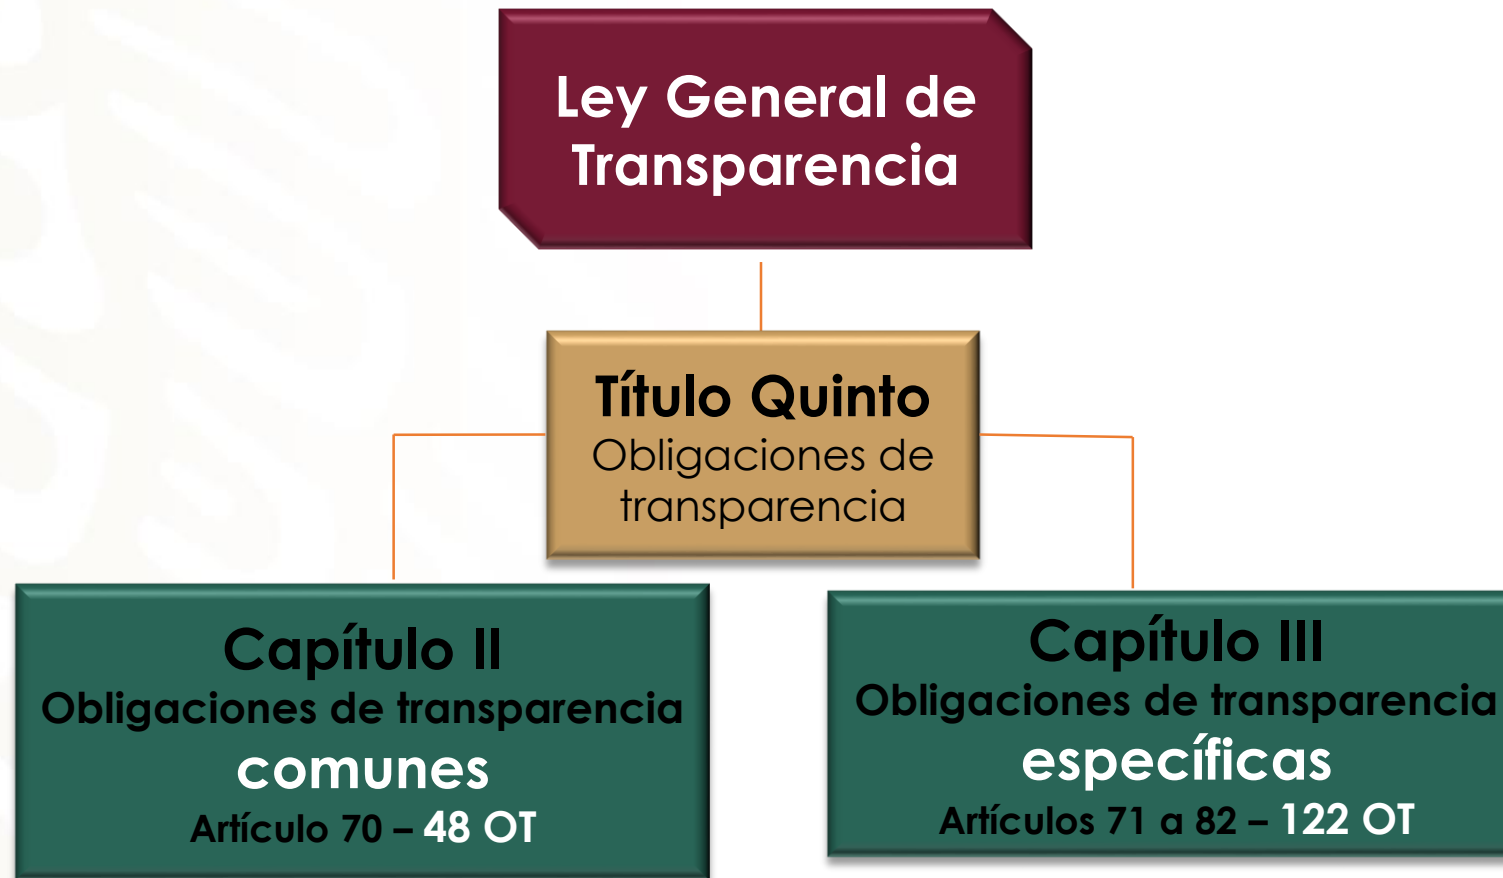 Ley General de
Transparencia
Título Quinto
Obligaciones de
transparencia
Capítulo II
Obligaciones de transparencia
comunes
Artículo 70 – 48 OT
Capítulo III
Obligaciones de transparencia
específicas
Artículos 71 a 82 – 122 OT